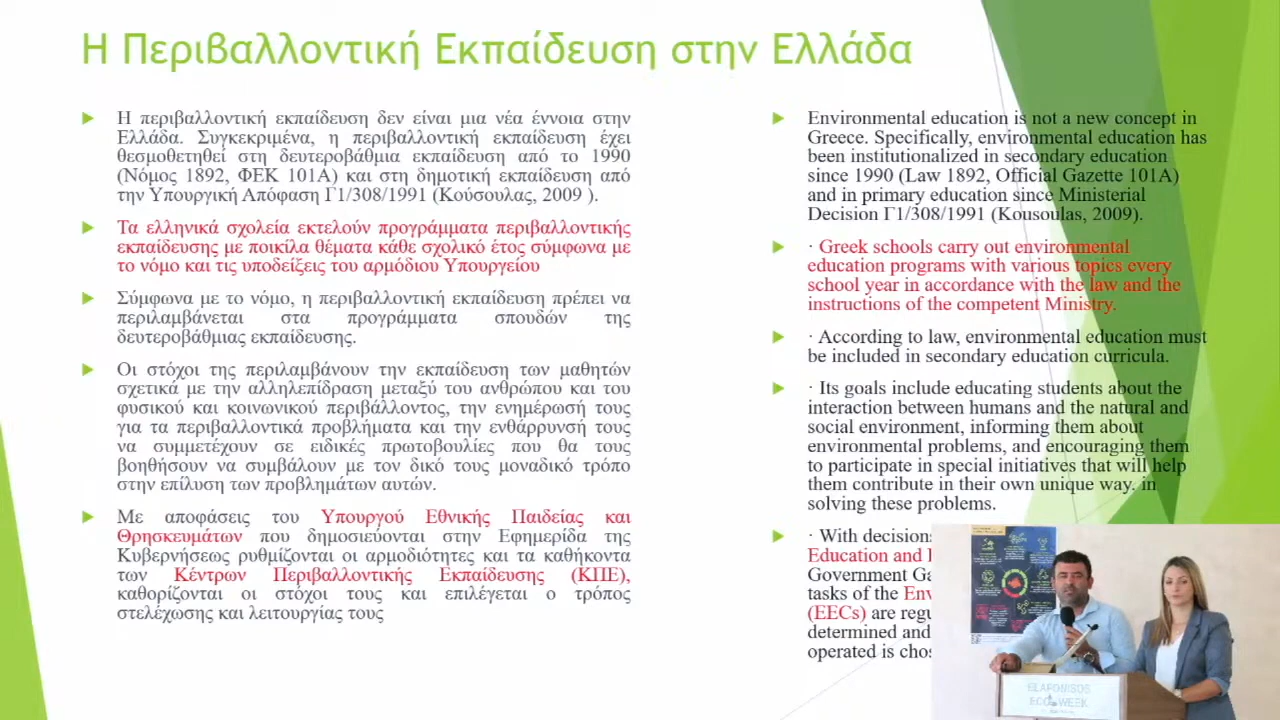 Η Περιβαλλοντική Εκπαίδευση στην Ελλάδα
Η περιβαλλοντική εκπαίδευση δεν είναι μια νέα έννοια στην
Ελλάδα. Συγκεκριμένα, η περιβαλλοντική εκπαίδευση έχει
θεσμοθετηθεί στη δευτεροβάθμια εκπαίδευση από το 1990
(Νόμος 1892, ΦΕΚ 101Α) και στη δημοτική εκπαίδευση από
την Υπουργική Απόφαση Γ1/308/1991 (Κούσουλας, 2009 ).
Τα ελληνικά σχολεία εκτελούν προγράμματα περιβαλλοντικής
εκπαίδευσης με ποικίλα θέματα κάθε σχολικό έτος σύμφωνα με
το νόμο και τις υποδείξεις του αρμόδιου Υπουργείου
Σύμφωνα με το νόμο, η περιβαλλοντική εκπαίδευση πρέπει να
περιλαμβάνεται στα προγράμματα σπουδών της
δευτεροβάθμιας εκπαίδευσης.
Οι στόχοι της περιλαμβάνουν την εκπαίδευση των μαθητών
σχετικά με την αλληλεπίδραση μεταξύ του ανθρώπου και του
φυσικού και κοινωνικού περιβάλλοντος, την ενημέρωσή τους
για τα περιβαλλοντικά προβλήματα και την ενθάρρυνσή τους
να συμμετέχουν σε ειδικές πρωτοβουλίες που θα τους
βοηθήσουν να συμβάλουν με τον δικό τους μοναδικό τρόπο
στην επίλυση των προβλημάτων αυτών.
Με αποφάσεις του Υπουργού Εθνικής Παιδείας και
Θρησκευμάτων που δημοσιεύονται στην Εφημερίδα της
Κυβερνήσεως ρυθμίζονται οι αρμοδιότητες και τα καθήκοντα
των Κέντρων Περιβαλλοντικής Εκπαίδευσης (ΚΠΕ),
καθορίζονται οι στόχοι τους και επιλέγεται ο τρόπος
στελέχωσης και λειτουργίας τους
Environmental education is not a new concept in
Greece. Specifically, environmental education has
been institutionalized in secondary education
since 1990 (Law 1892, Official Gazette 101A)
and in primary education since Ministerial
Decision Γ1/308/1991 (Kousoulas, 2009).
· Greek schools carry out environmental
education programs with various topics every
school year in accordance with the law and the
instructions of the competent Ministry.
· According to law, environmental education must
be included in secondary education curricula.
· Its goals include educating students about the
interaction between humans and the natural and
social environment, informing them about
environmental problems, and encouraging them
to participate in special initiatives that will help
them contribute in their own unique way. in
solving these problems.
· With decisions
Education and
Government
tasks of the
(EECs) are
determined and
operated is
ELAFONISOS
ECO WEEK